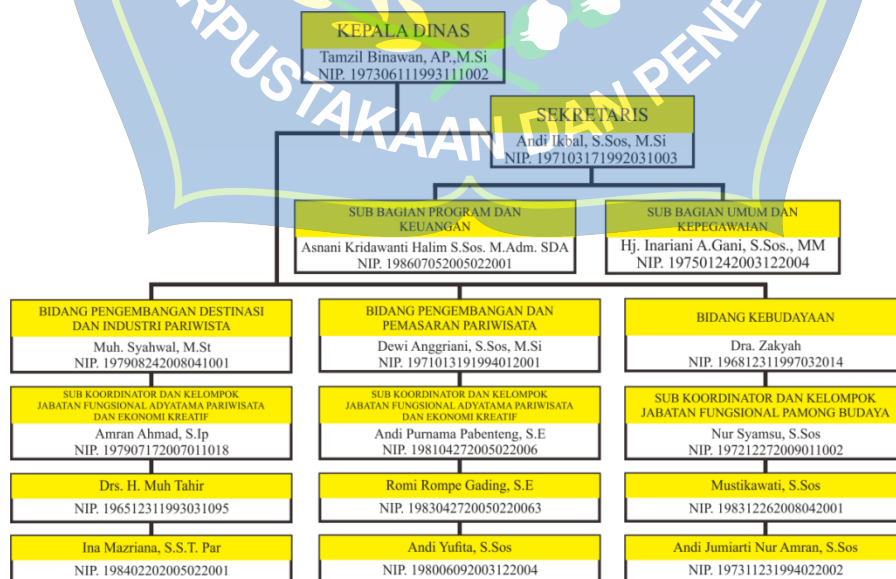 KEPALA DINAS
Tamzil Binawan, AP.,M.Si
NIP. 197306111993111002
PUSTAKAAN DAN PENE
SEKRETARIS
Andi Ikbal, S.Sos, M.Si
NIP. 197103171992031003
SUB BAGIAN PROGRAM DAN
KEUANGAN
Asnani Kridawanti Halim S.Sos. M.Adm. SDA
NIP. 198607052005022001
SUB BAGIAN UMUM DAN
KEPEGAWAIAN
Hj. Inariani A.Gani, S.Sos., MM
NIP. 197501242003122004
BIDANG PENGEMBANGAN DESTINASI
DAN INDUSTRI PARIWISTA
Muh. Syahwal, M.St
NIP. 197908242008041001
BIDANG PENGEMBANGAN DAN
PEMASARAN PARIWISATA
Dewi Anggriani, S.Sos, M.Si
NIP. 1971013191994012001
BIDANG KEBUDAYAAN
Dra. Zakyah
NIP. 196812311997032014
SUB KOORDINATOR DAN KELOMPOK
JABATAN FUNGSIONAL ADYATAMA PARIWISATA
DAN EKONOMI KREATIF
Amran Ahmad, S.Ip
NIP. 197907172007011018
SUB KOORDINATOR DAN KELOMPOK
JABATAN FUNGSIONAL ADYATAMA PARIWISATA
DAN EKONOMI KREATIF
Andi Purnama Pabenteng, S.E
NIP. 198104272005022006
SUB KOORDINATOR DAN KELOMPOK
JABATAN FUNGSIONAL PAMONG BUDAYA
Nur Syamsu, S.Sos
NIP. 197212272009011002
Drs. H. Muh Tahir
NIP. 196512311993031095
Romi Rompe Gading, S.E
NIP. 1983042720050220063
Mustikawati, S.Sos
NIP. 198312262008042001
Ina Mazriana, S.S.T. Par
NIP. 198402202005022001
Andi Yufita, S.Sos
NIP. 198006092003122004
Andi Jumiarti Nur Amran, S.Sos
NIP. 197311231994022002